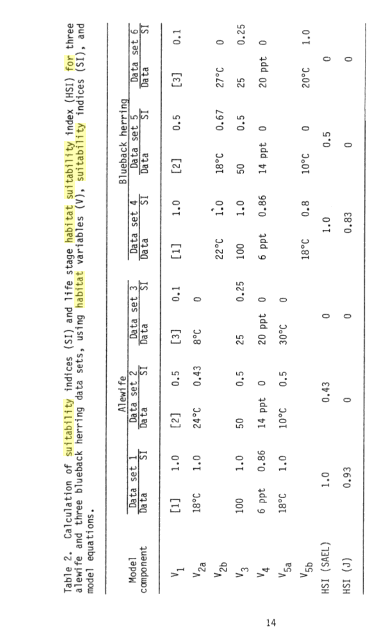 Table 2. Calculation of suitability indices (SI) and life stage habitat suitability index (HSI) for three
alewife and three blueback herring data sets, using habitat variables (V), suitability indices (SI), and
model equations.
Alewife Blueback herring
Model Data set 1 Data set 2 Data set 3 Data set 4 Data set 5 Data set 6
component Data SI Data SI Data SI Data SI Data SI Data SI
V1 [1] 1.0 [2] 0.5 [3] 0.1 [1] 1.0 [2] 0.5 [3] 0.1
V2a 18°C 1.0 24°C 0.43 8°C 0
V2b 22°C 1.0 18°C 0.67 27°C 0
V3 100 1.0 50 0.5 25 0.25 100 1.0 50 0.5 25 0.25
V4 6 ppt 0.86 14 ppt 0 20 ppt 0 6 ppt 0.86 14 ppt 0 20 ppt 0
V5a 18°C 1.0 10°C 0.5 30°C 0
V5b 18°C 0.8 10°C 0 20°C 1.0
HSI (SAEL) 1.0 0.43 0 1.0 0.5 0
HSI (J) 0.93 0 0 0.83 0 0
14